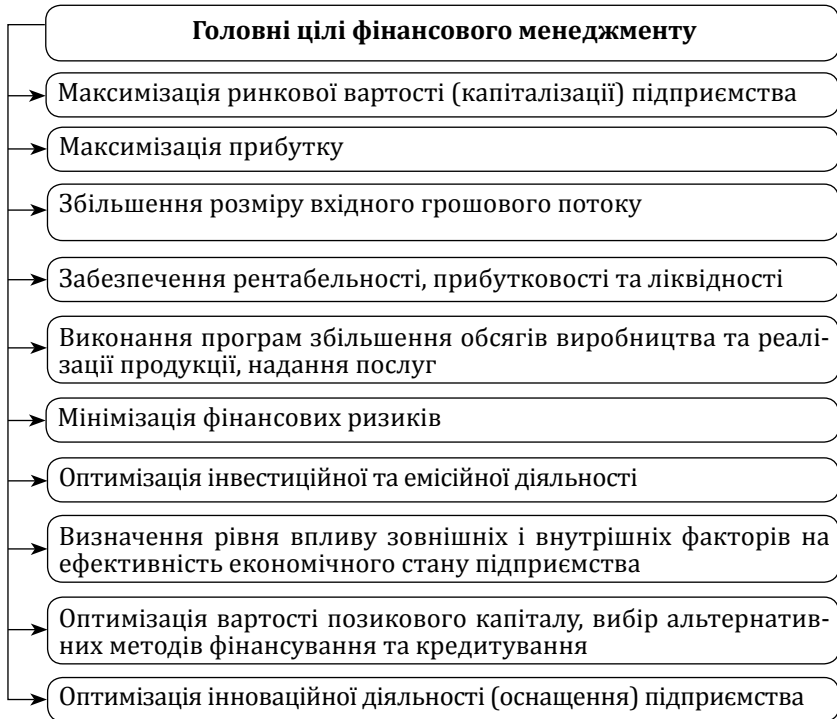 Головні цілі фінансового менеджменту
Максимізація ринкової вартості (капіталізації) підприємства
Максимізація прибутку
Збільшення розміру вхідного грошового потоку
Забезпечення рентабельності, прибутковості та ліквідності
Виконання програм збільшення обсягів виробництва та реалі-
зації продукції, надання послуг
Мінімізація фінансових ризиків
Оптимізація інвестиційної та емісійної діяльності
Визначення рівня впливу зовнішніх і внутрішніх факторів на
ефективність економічного стану підприємства
Оптимізація вартості позикового капіталу, вибір альтернатив-
них методів фінансування та кредитування
Оптимізація інноваційної діяльності (оснащення) підприємства